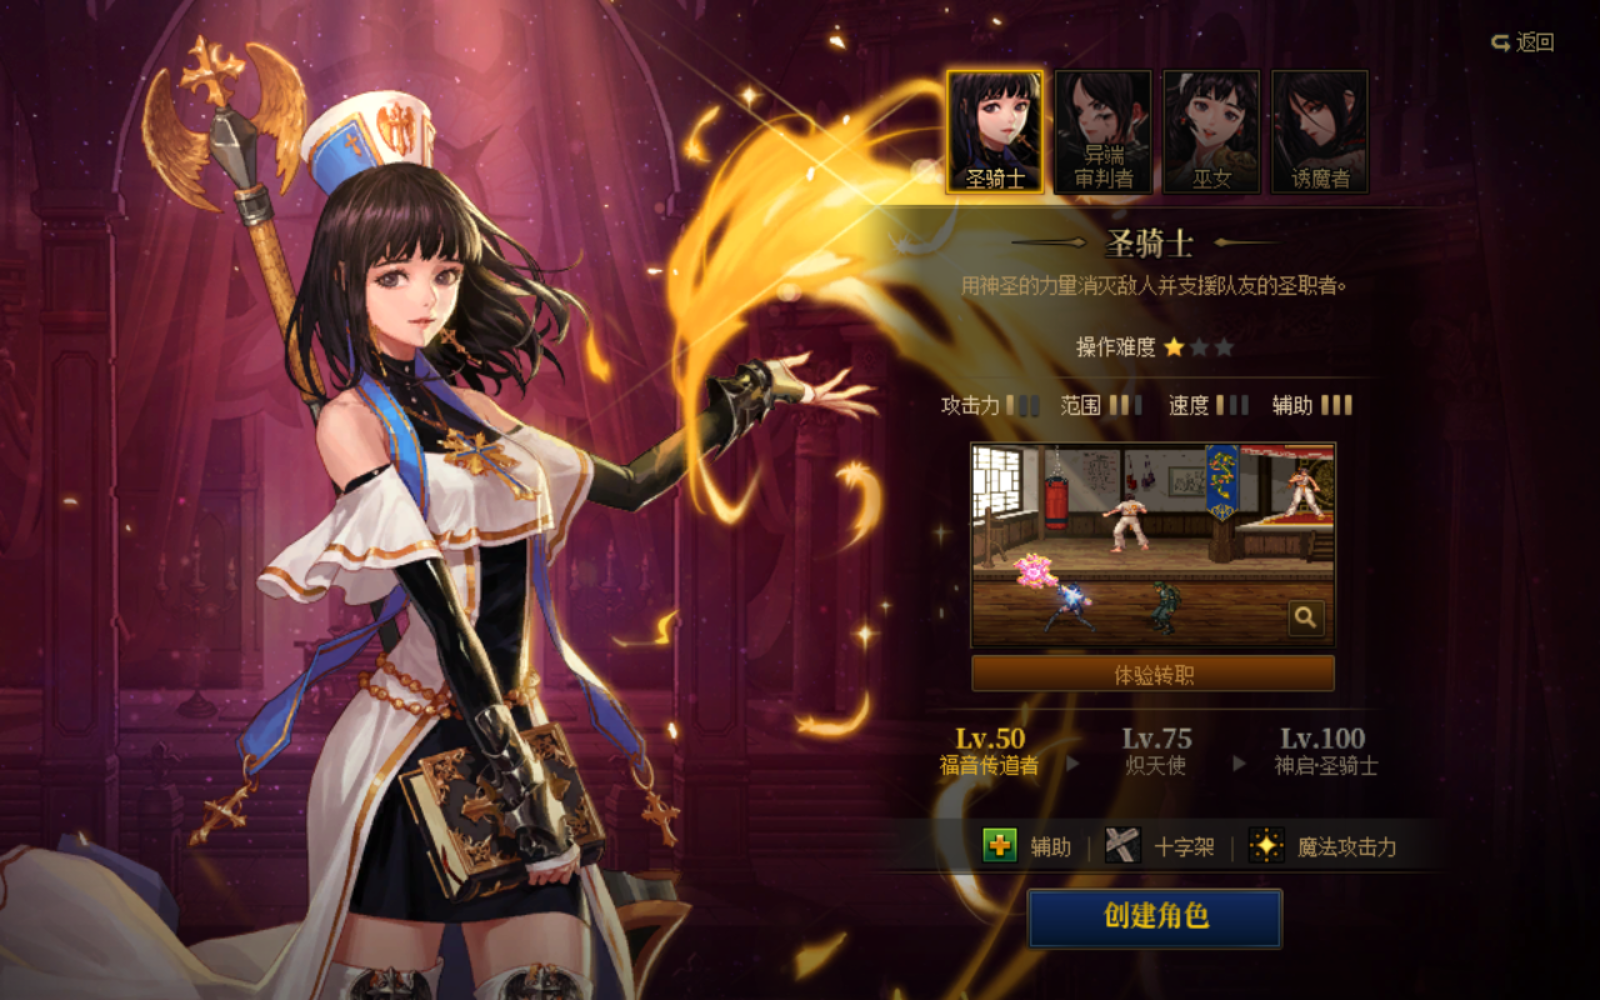 返回
圣骑士
异端
审判者
巫女
诱魔者
圣骑士
用神圣的力量消灭敌人并支援队友的圣职者。
操作难度
攻击力 范围 速度 辅助
体验转职
Lv.50 Lv.75 Lv.100
福音传道者 炽天使 神启·圣骑士
辅助 十字架 魔法攻击力
创建角色